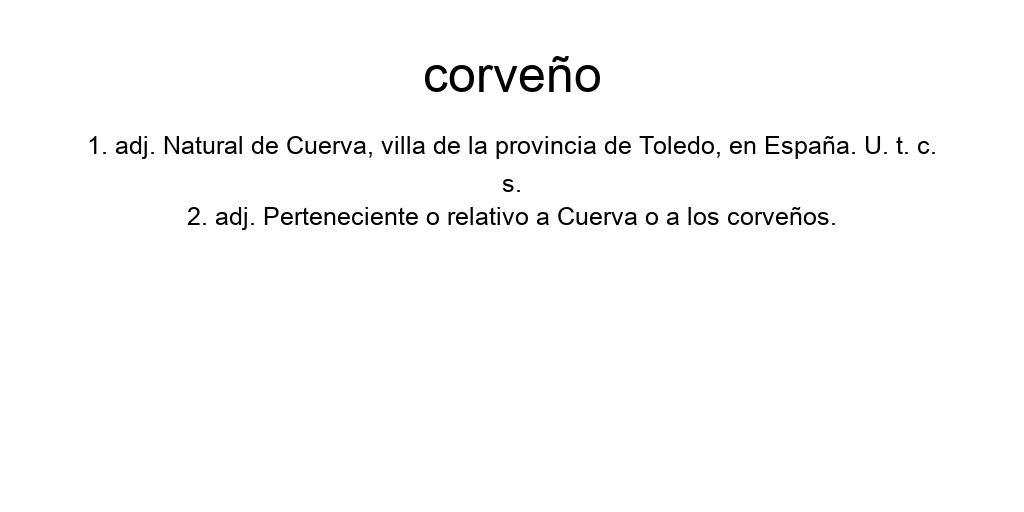 corveño
1. adj. Natural de Cuerva, villa de la provincia de Toledo, en España. U. t. c.
s.
2. adj. Perteneciente o relativo a Cuerva o a los corveños.